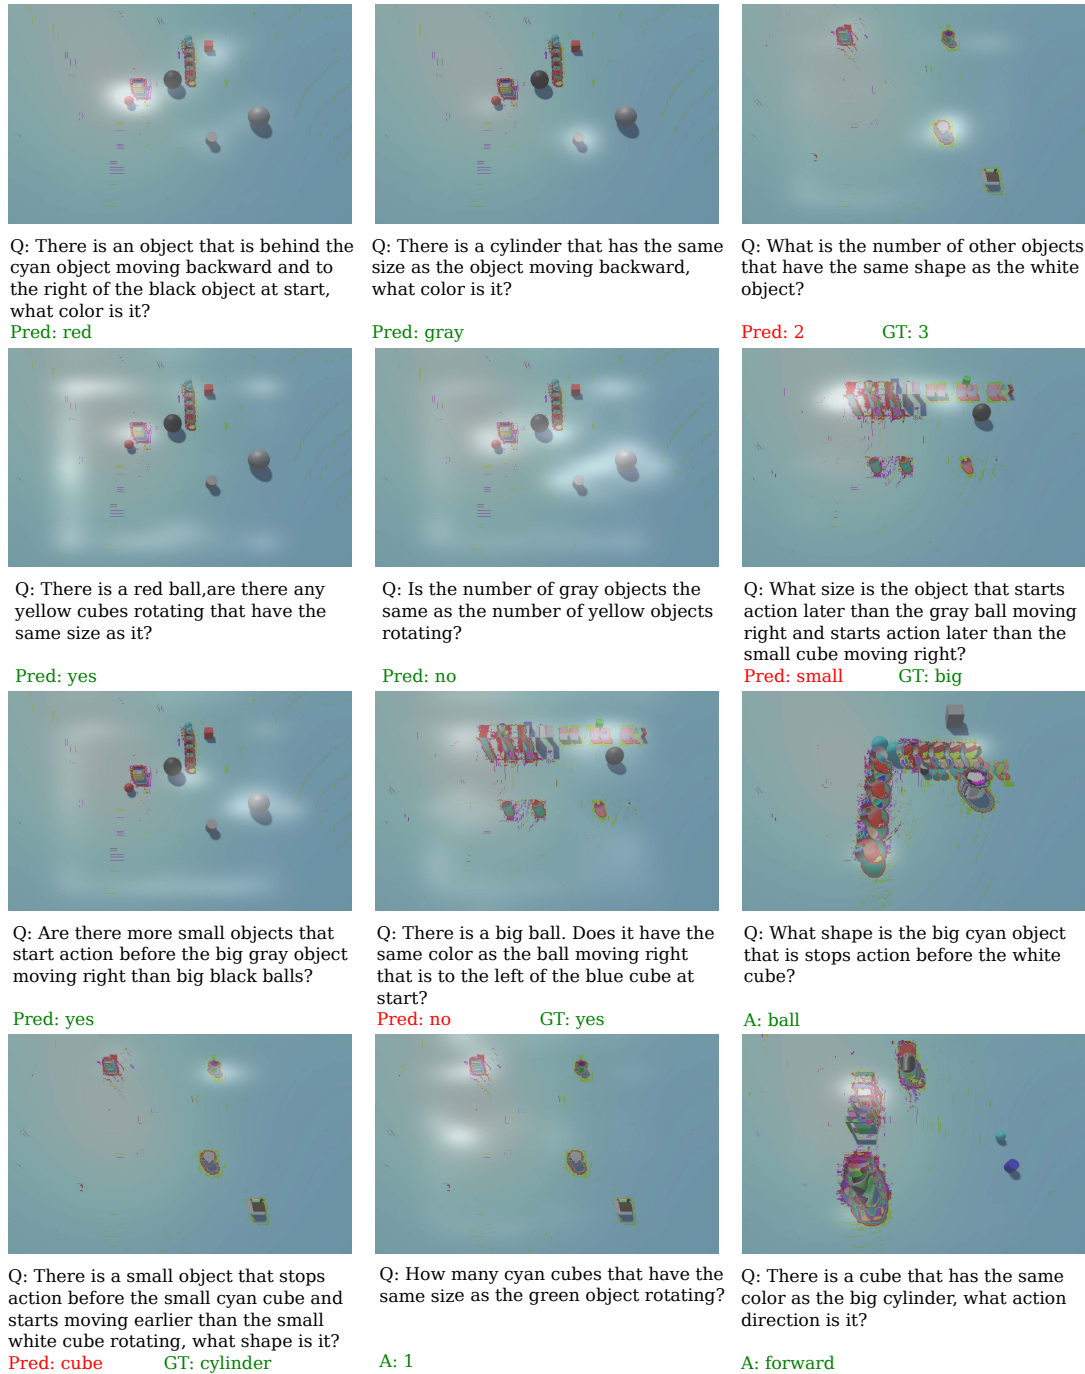 Q: There is an object that is behind the
cyan object moving backward and to
the right of the black object at start,
what color is it?
Pred: red
Q: There is a cylinder that has the same
size as the object moving backward,
what color is it?
Pred: gray
Q: What is the number of other objects
that have the same shape as the white
object?
Pred: 2 GT: 3
Q: There is a red ball,are there any
yellow cubes rotating that have the
same size as it?
Pred: yes
Q: Is the number of gray objects the
same as the number of yellow objects
rotating?
Pred: no
Q: What size is the object that starts
action later than the gray ball moving
right and starts action later than the
small cube moving right?
Pred: small GT: big
Q: Are there more small objects that
start action before the big gray object
moving right than big black balls?
Pred: yes
Q: There is a big ball. Does it have the
same color as the ball moving right
that is to the left of the blue cube at
start?
Pred: no GT: yes
Q: What shape is the big cyan object
that is stops action before the white
cube?
A: ball
Q: There is a small object that stops
action before the small cyan cube and
starts moving earlier than the small
white cube rotating, what shape is it?
Pred: cube GT: cylinder
Q: How many cyan cubes that have the
same size as the green object rotating?
A: 1
Q: There is a cube that has the same
color as the big cylinder, what action
direction is it?
A: forward